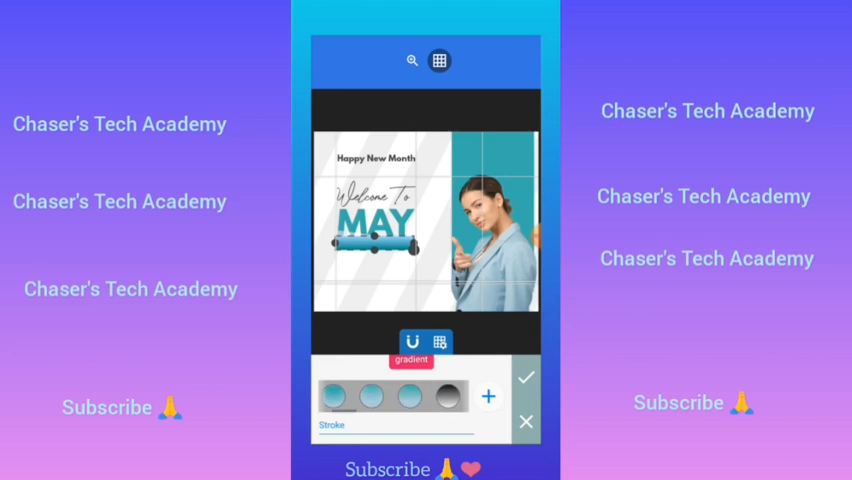 Chaser's Tech Academy
Chaser's Tech Academy
Chaser's Tech Academy
Subscribe 🙏
Happy New Month
Welcome To
MAY
gradient
Stroke
Subscribe 🙏❤
Chaser's Tech Academy
Chaser's Tech Academy
Chaser's Tech Academy
Subscribe 🙏